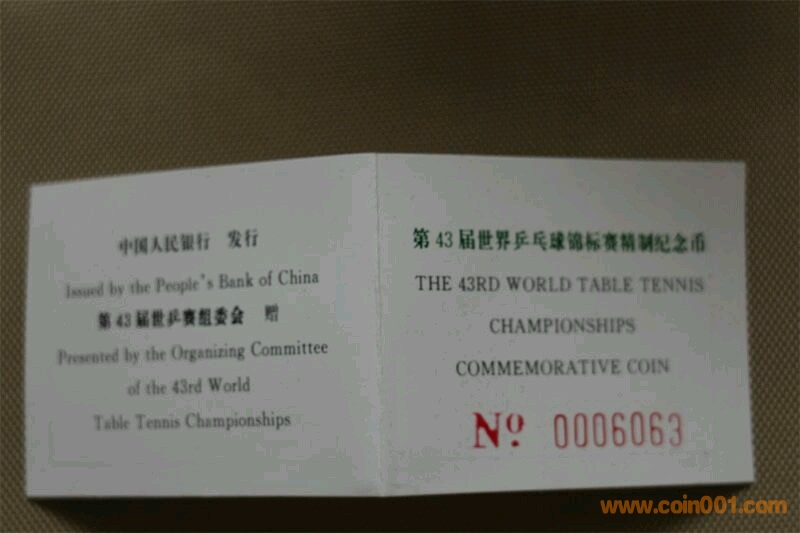 中国人民银行 发行
Issued by the People's Bank of China
第43届世乒赛组委会 赠
Presented by the Organizing Committee
of the 43rd World
Table Tennis Championships
第43届世界乒乓球锦标赛精制纪念币
THE 43RD WORLD TABLE TENNIS
CHAMPIONSHIPS
COMMEMORATIVE COIN
Nº 0006063
www.coin001.com